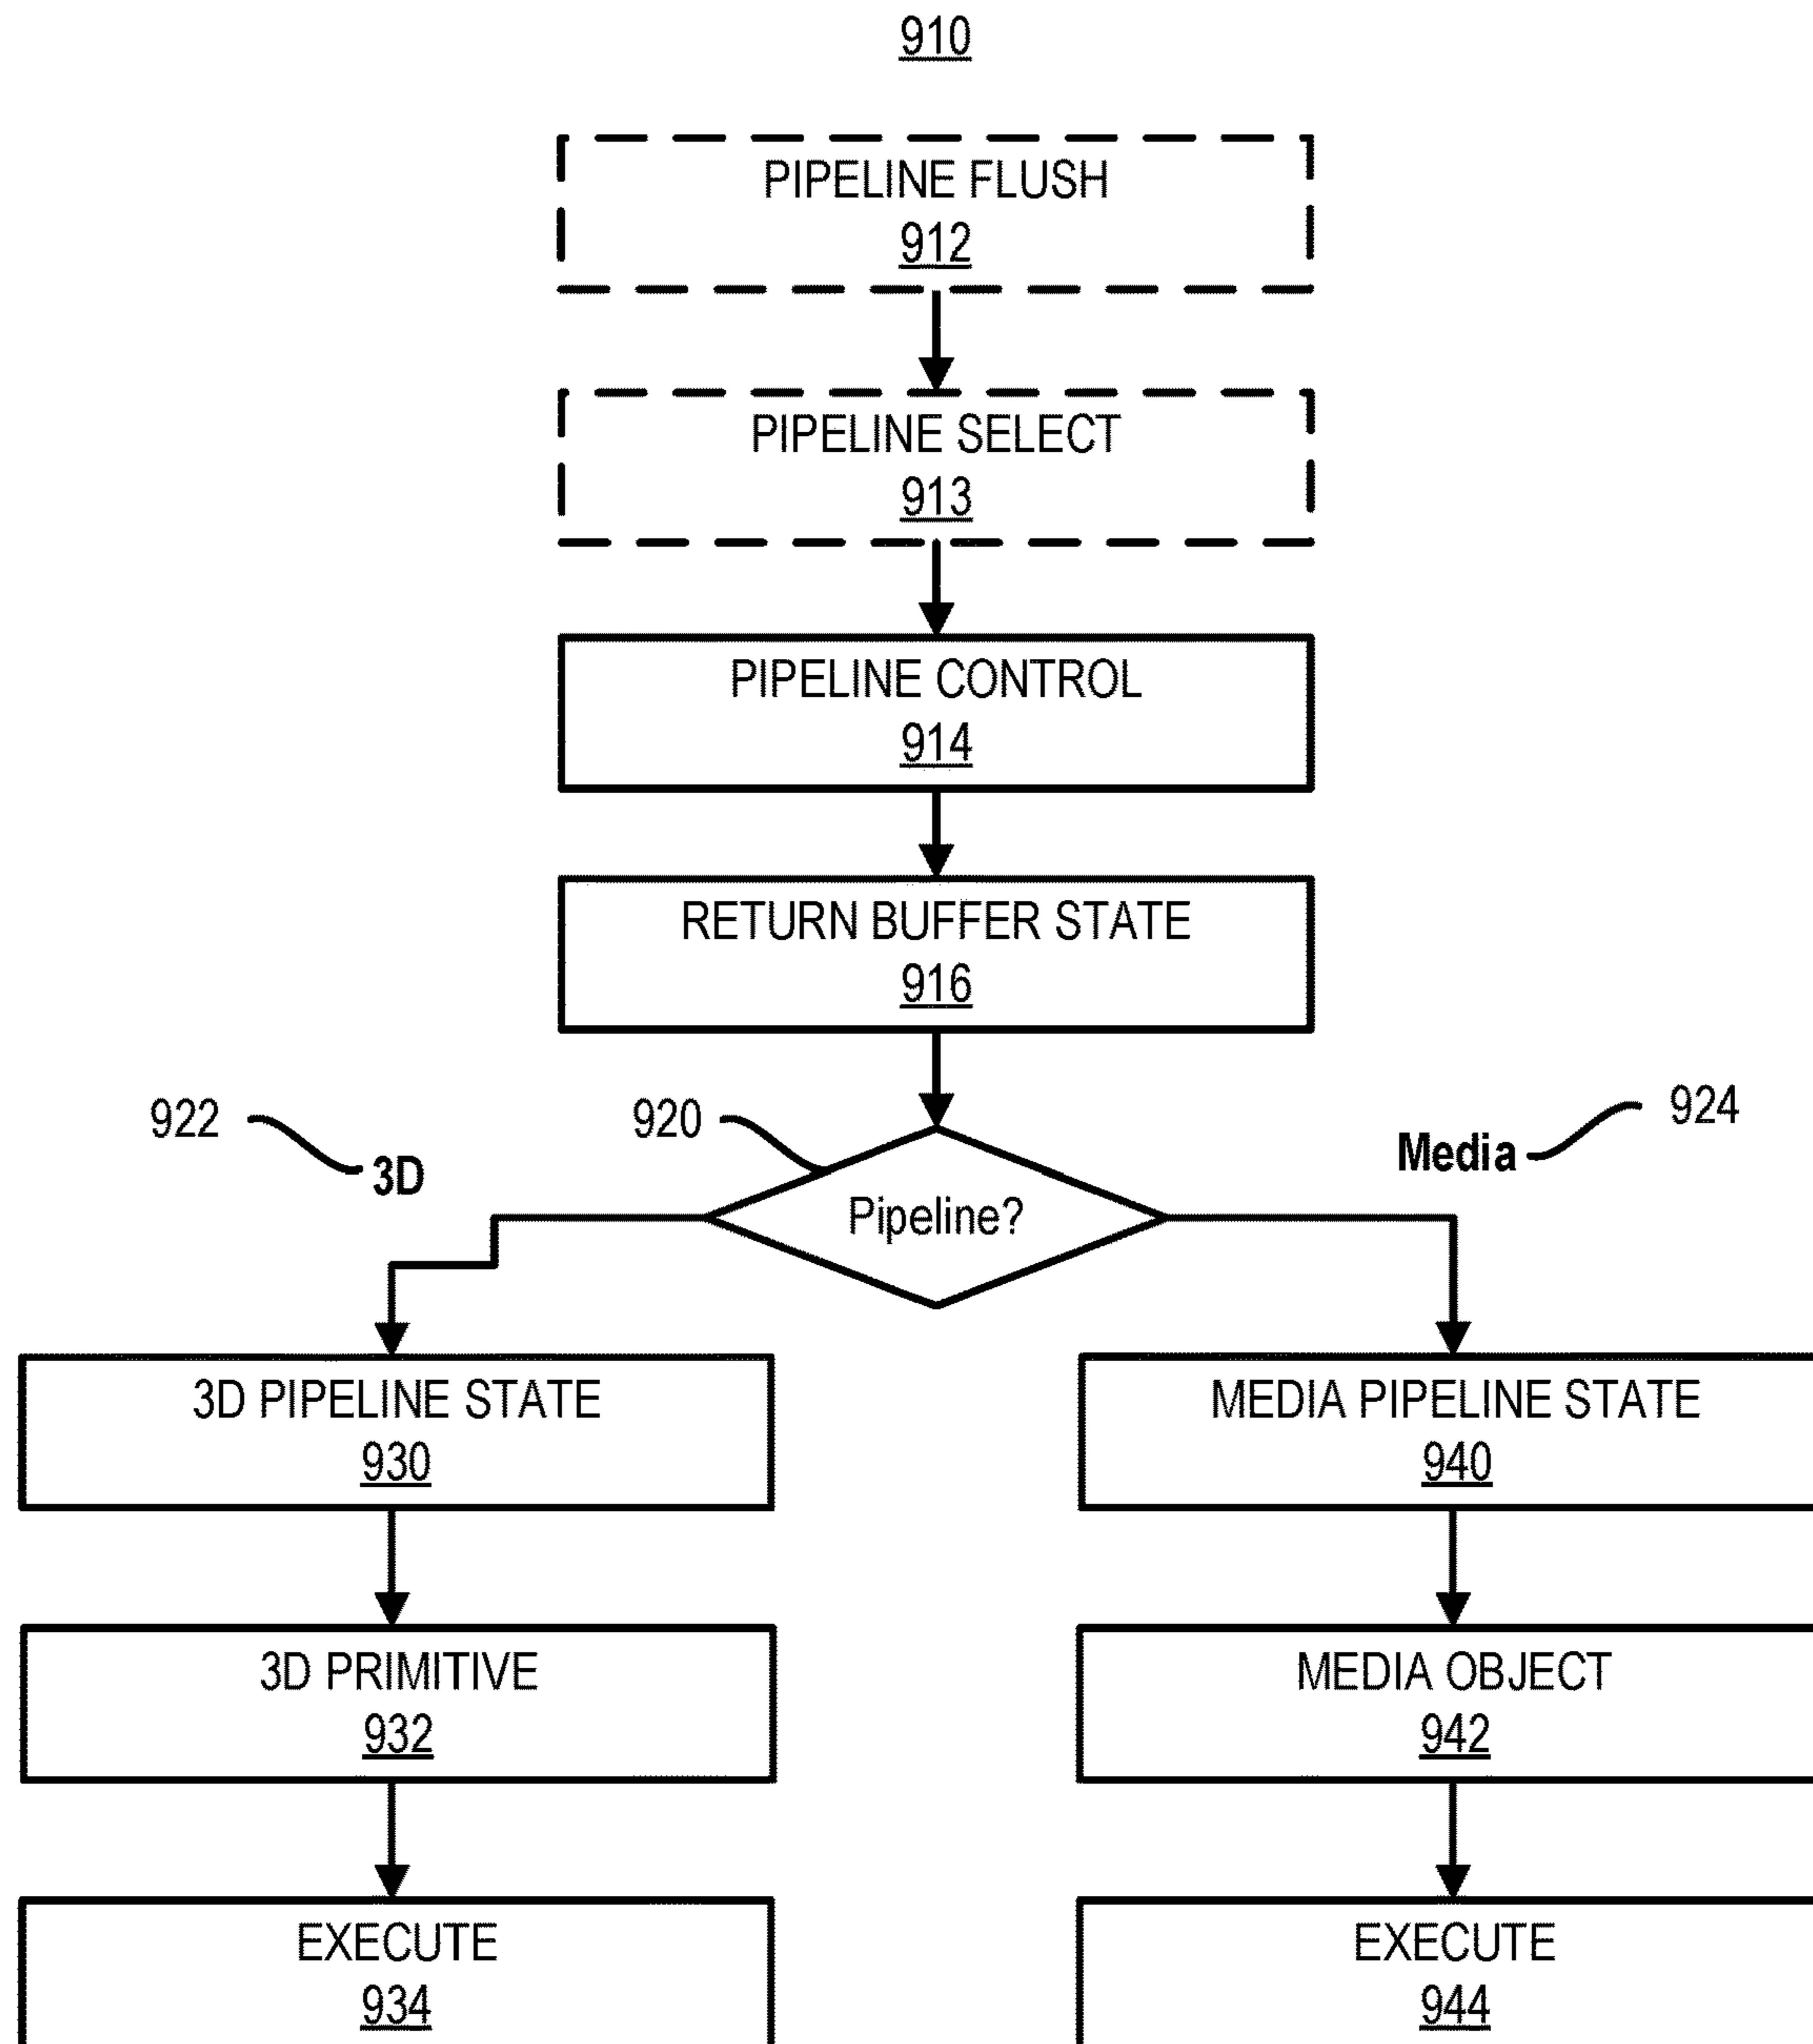 910
PIPELINE FLUSH
912
PIPELINE SELECT
913
PIPELINE CONTROL
914
RETURN BUFFER STATE
916
922
920
924
3D
Media
Pipeline?
3D PIPELINE STATE
930
MEDIA PIPELINE STATE
940
3D PRIMITIVE
932
MEDIA OBJECT
942
EXECUTE
934
EXECUTE
944